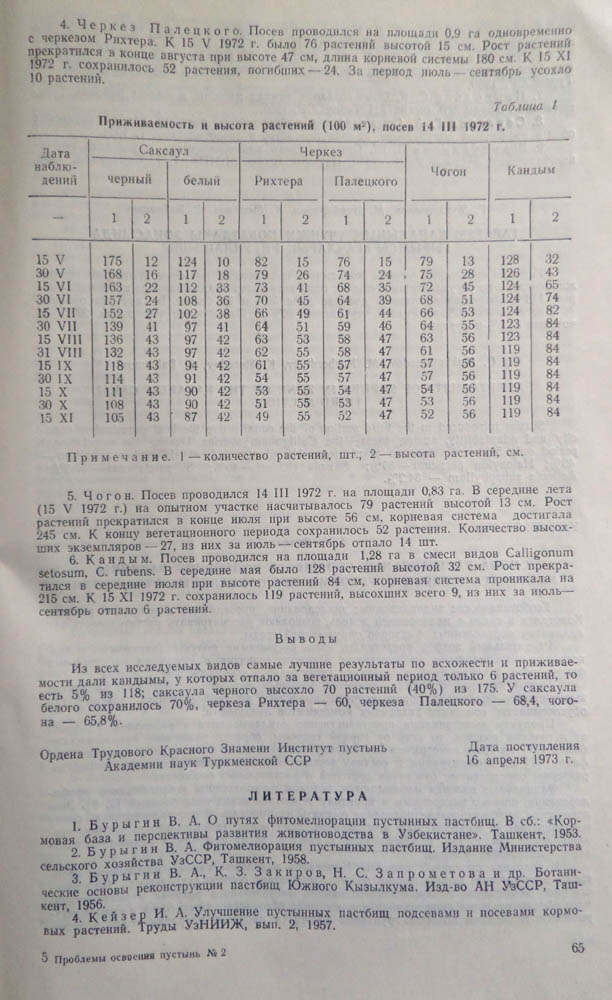 4. Черкез Палецкого. Посев проводился на площади 0,9 га одновременно
с черкезом Рихтера. К 15 V 1972 г. было 76 растений высотой 15 см. Рост растений
прекратился в конце августа при высоте 47 см, длина корневой системы 180 см. К 15 XI
1972 г. сохранилось 52 растения, погибших — 24. За период июль — сентябрь усохло
10 растений.
Таблица 1
Приживаемость и высота растений (100 м²), посев 14 III 1972 г.
Дата наблю-дений Саксаул Черкез Чогон Кандым
черный белый Рихтера Палецкого
— 1 2 1 2 1 2 1 2 1 2 1 2
15 V 175 12 124 10 82 15 76 15 79 13 128 32
30 V 168 16 117 18 79 26 74 24 75 28 126 43
15 VI 163 22 112 33 73 41 68 35 72 45 124 65
30 VI 157 24 108 36 70 45 64 39 68 51 124 74
15 VII 152 27 102 38 66 49 61 44 66 53 124 82
30 VII 139 41 97 41 64 51 59 46 64 55 123 84
15 VIII 136 43 97 42 63 53 58 47 63 56 123 84
31 VIII 132 43 97 42 62 55 58 47 61 56 119 84
15 IX 118 43 94 42 61 55 57 47 57 56 119 84
30 IX 114 43 91 42 54 55 57 47 57 56 119 84
15 X 111 43 90 42 53 55 54 47 54 56 119 84
30 X 108 43 90 42 51 55 53 47 53 56 119 84
15 XI 105 43 87 42 49 55 52 47 52 56 119 84
Примечание. 1 — количество растений, шт., 2 — высота растений, см.
5. Чогон. Посев проводился 14 III 1972 г. на площади 0,83 га. В середине лета
(15 V 1972 г.) на опытном участке насчитывалось 79 растений высотой 13 см. Рост
растений прекратился в конце июля при высоте 56 см, корневая система достигала
245 см. К концу вегетационного периода сохранилось 52 растения. Количество высох-
ших экземпляров — 27, из них за июль — сентябрь отпало 14 шт.
6. Кандым. Посев проводился на площади 1,28 га в смеси видов Calligonum
setosum, C. rubens. В середине мая было 128 растений высотой 32 см. Рост прекра-
тился в середине июля при высоте растений 84 см, корневая система проникала на
215 см. К 15 XI 1972 г. сохранилось 119 растений, высохших всего 9, из них за июль—
сентябрь отпало 6 растений.
Выводы
Из всех исследуемых видов самые лучшие результаты по всхожести и приживае-
мости дали кандымы, у которых отпало за вегетационный период только 6 растений, то
есть 5% из 118; саксаула черного высохло 70 растений (40%) из 175. У саксаула
белого сохранилось 70%, черкеза Рихтера — 60, черкеза Палецкого — 68,4, чого-
на — 65,8%.
Ордена Трудового Красного Знамени Институт пустынь
Академии наук Туркменской ССР
Дата поступления
16 апреля 1973 г.
ЛИТЕРАТУРА
1. Бурыгин В. А. О путях фитомелиорации пустынных пастбищ. В сб.: «Кор-
мовая база и перспективы развития животноводства в Узбекистане». Ташкент, 1953.
2. Бурыгин В. А. Фитомелиорация пустынных пастбищ. Издание Министерства
сельского хозяйства УзССР, Ташкент, 1958.
3. Бурыгин В. А., К. З. Закиров, Н. С. Запрометова и др. Ботани-
ческие основы реконструкции пастбищ Южного Кызылкума. Изд-во АН УзССР, Таш-
кент, 1956.
4. Кейзер И. А. Улучшение пустынных пастбищ подсевами и посевами кормо-
вых растений. Труды УзНИИЖ, вып. 2, 1957.
5 Проблемы освоения пустынь № 2
65